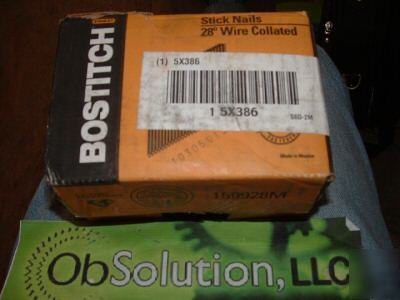 BOSTITCH
Stick Nails
28° Wire Collated
(1) 5X386
1 5X386
Made in Mexico
159928M
ObSolution, LLC